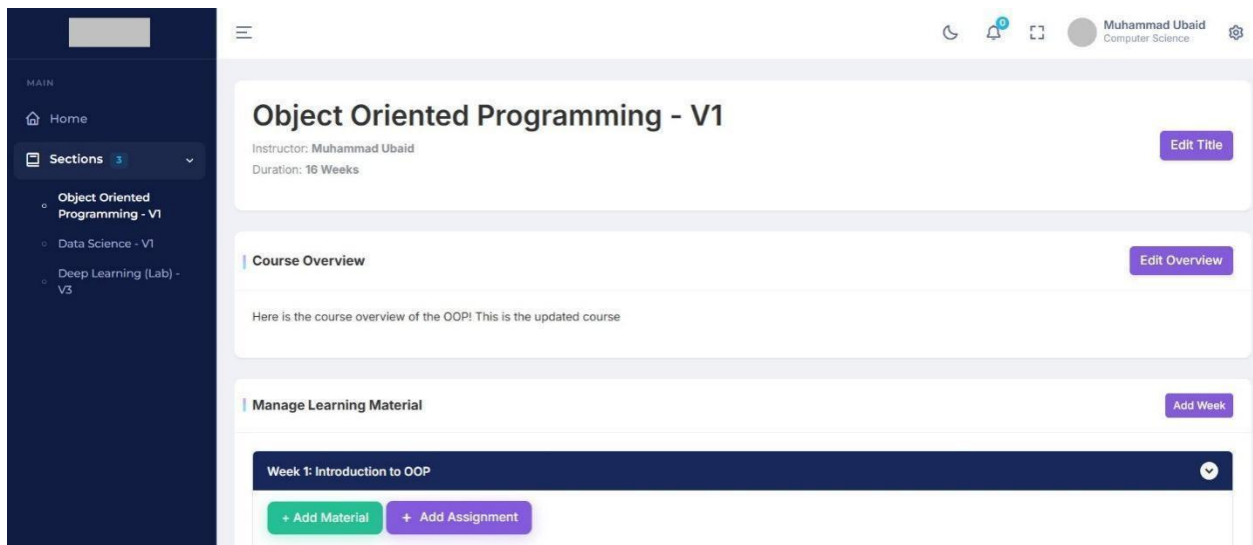 0
Muhammad Ubaid
Computer Science
MAIN
Home
Sections 3
Object Oriented
Programming - V1
Data Science - V1
Deep Learning (Lab) -
V3
Object Oriented Programming - V1
Instructor: Muhammad Ubaid
Duration: 16 Weeks
Edit Title
Course Overview
Edit Overview
Here is the course overview of the OOP! This is the updated course
Manage Learning Material
Add Week
Week 1: Introduction to OOP
+ Add Material
+ Add Assignment